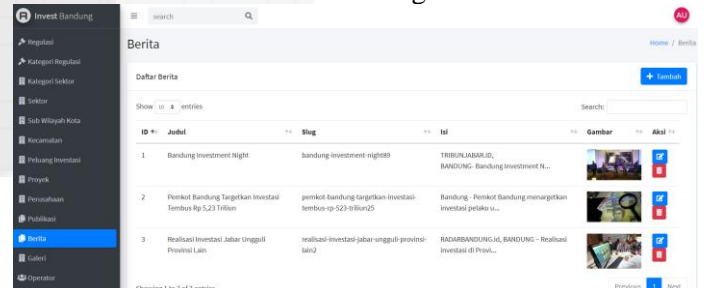 Invest Bandung
search
AU
Regulasi
Kategori Regulasi
Kategori Sektor
Sektor
Sub Wilayah Kota
Kecamatan
Peluang Investasi
Proyek
Perusahaan
Publikasi
Berita
Galeri
Operator
Berita
Home / Berita
Daftar Berita
+ Tambah
Show 10 entries
Search:
ID Judul Slug Isi Gambar Aksi
1 Bandung Investment Night bandung-investment-night89 TRIBUNJABAR.ID,
BANDUNG- Bandung Investment N...
2 Pemkot Bandung Targetkan Investasi pemkot-bandung-targetkan-investasi- Bandung - Pemkot Bandung menargetkan
Tembus Rp 5,23 Triliun tembus-rp-523-triliun25 investasi pelaku u...
3 Realisasi Investasi Jabar Ungguli realisasi-investasi-jabar-ungguli-provinsi- RADARBANDUNG.id, BANDUNG – Realisasi
Provinsi Lain lain2 investasi di Provi...
Showing 1 to 3 of 3 entries
Previous 1 Next